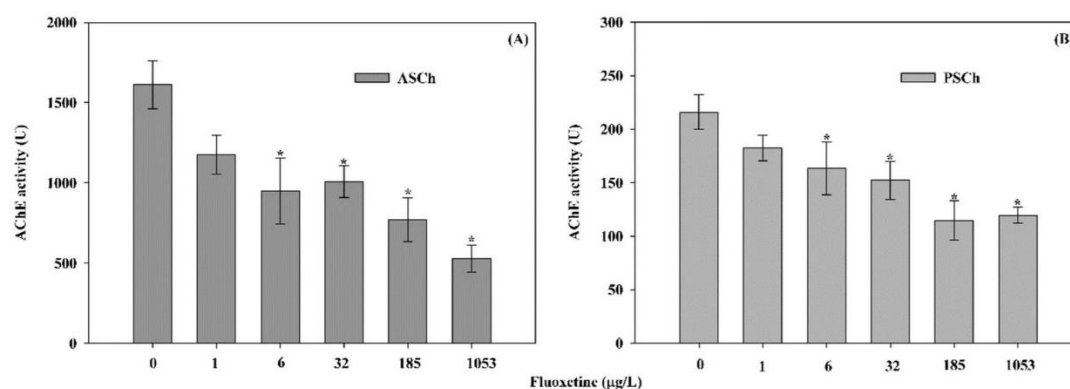 2000
1500
1000
500
0
AChE activity (U)
(A)
ASCh
*
*
*
*
0 1 6 32 185 1053
300
250
200
150
100
50
0
AChE activity (U)
(B)
PSCh
*
*
*
*
0 1 6 32 185 1053
Fluoxetine (µg/L)